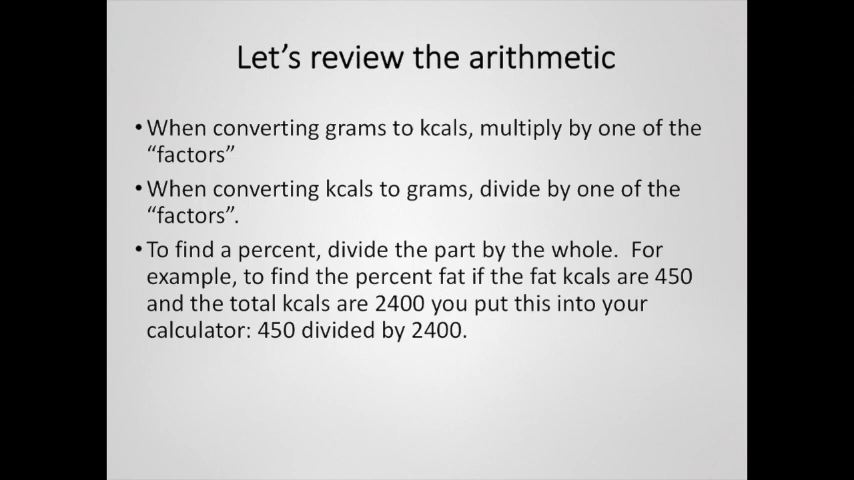 Let’s review the arithmetic
•When converting grams to kcals, multiply by one of the
“factors”
•When converting kcals to grams, divide by one of the
“factors”.
•To find a percent, divide the part by the whole.  For
example, to find the percent fat if the fat kcals are 450
and the total kcals are 2400 you put this into your
calculator: 450 divided by 2400.